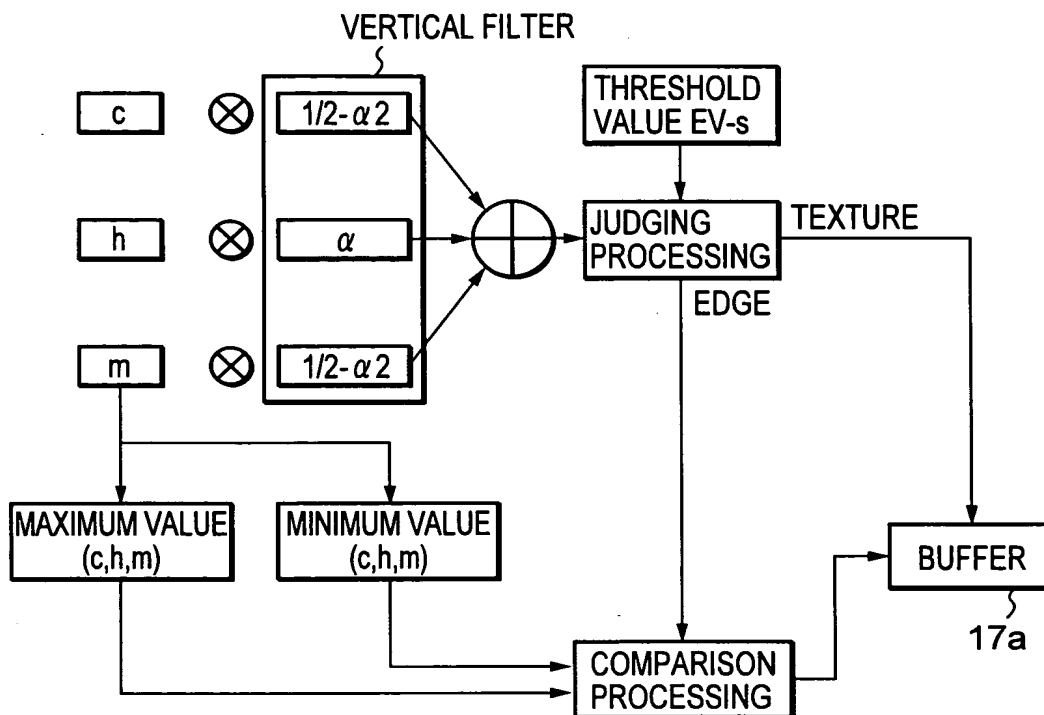 VERTICAL FILTER
c
1/2-α2
THRESHOLD
VALUE EV-s
h
α
JUDGING
PROCESSING
TEXTURE
EDGE
m
1/2-α2
MAXIMUM VALUE
(c,h,m)
MINIMUM VALUE
(c,h,m)
BUFFER
17a
COMPARISON
PROCESSING